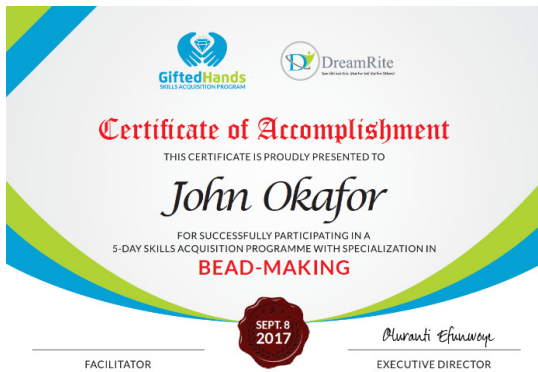 GiftedHands
SKILLS ACQUISITION PROGRAM
DreamRite
Certificate of Accomplishment
THIS CERTIFICATE IS PROUDLY PRESENTED TO
John Okafor
FOR SUCCESSFULLY PARTICIPATING IN A
5-DAY SKILLS ACQUISITION PROGRAMME WITH SPECIALIZATION IN
BEAD-MAKING
SEPT. 8
2017
Oluranti Efunwoye
FACILITATOR
EXECUTIVE DIRECTOR